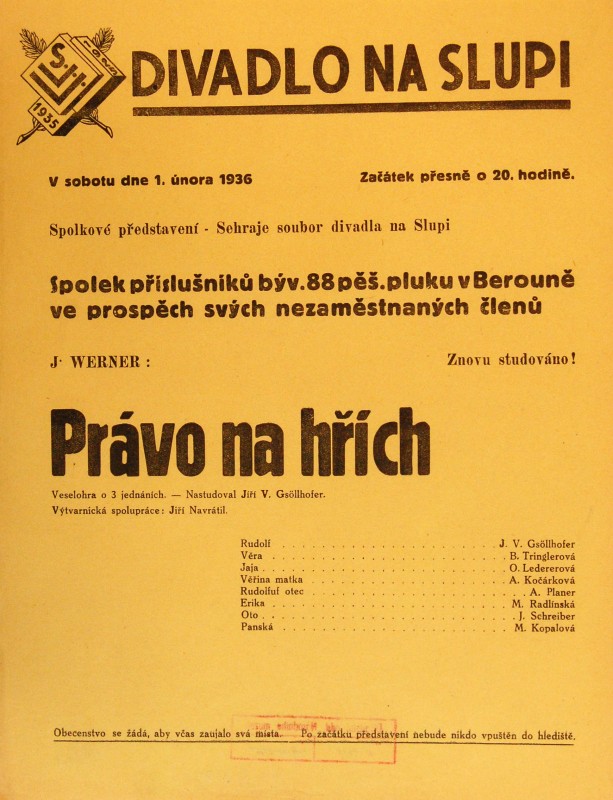 S.J.J.
1925
1935
DIVADLO NA SLUPI
V sobotu dne 1. února 1936
Začátek přesně o 20. hodině.
Spolkové představení - Sehraje soubor divadla na Slupi
Spolek příslušníků býv. 88 pěš. pluku v Berouně
ve prospěch svých nezaměstnaných členů
J. WERNER :
Znovu studováno!
Právo na hřích
Veselohra o 3 jednáních. — Nastudoval Jiří V. Gsöllhofer.
Výtvarnická spolupráce: Jiří Navrátil.
Rudolf . . . . . J. V. Gsöllhofer
Věra . . . . . B. Tringlerová
Jaja . . . . . O. Ledererová
Věřina matka . . . . . A. Kočárková
Rudolfuf otec . . . . . A. Planer
Erika . . . . . M. Radlínská
Oto . . . . . J. Schreiber
Panská . . . . . M. Kopalová
Obecenstvo se žádá, aby včas zaujalo svá místa. Po začátku představení nebude nikdo vpuštěn do hlediště.